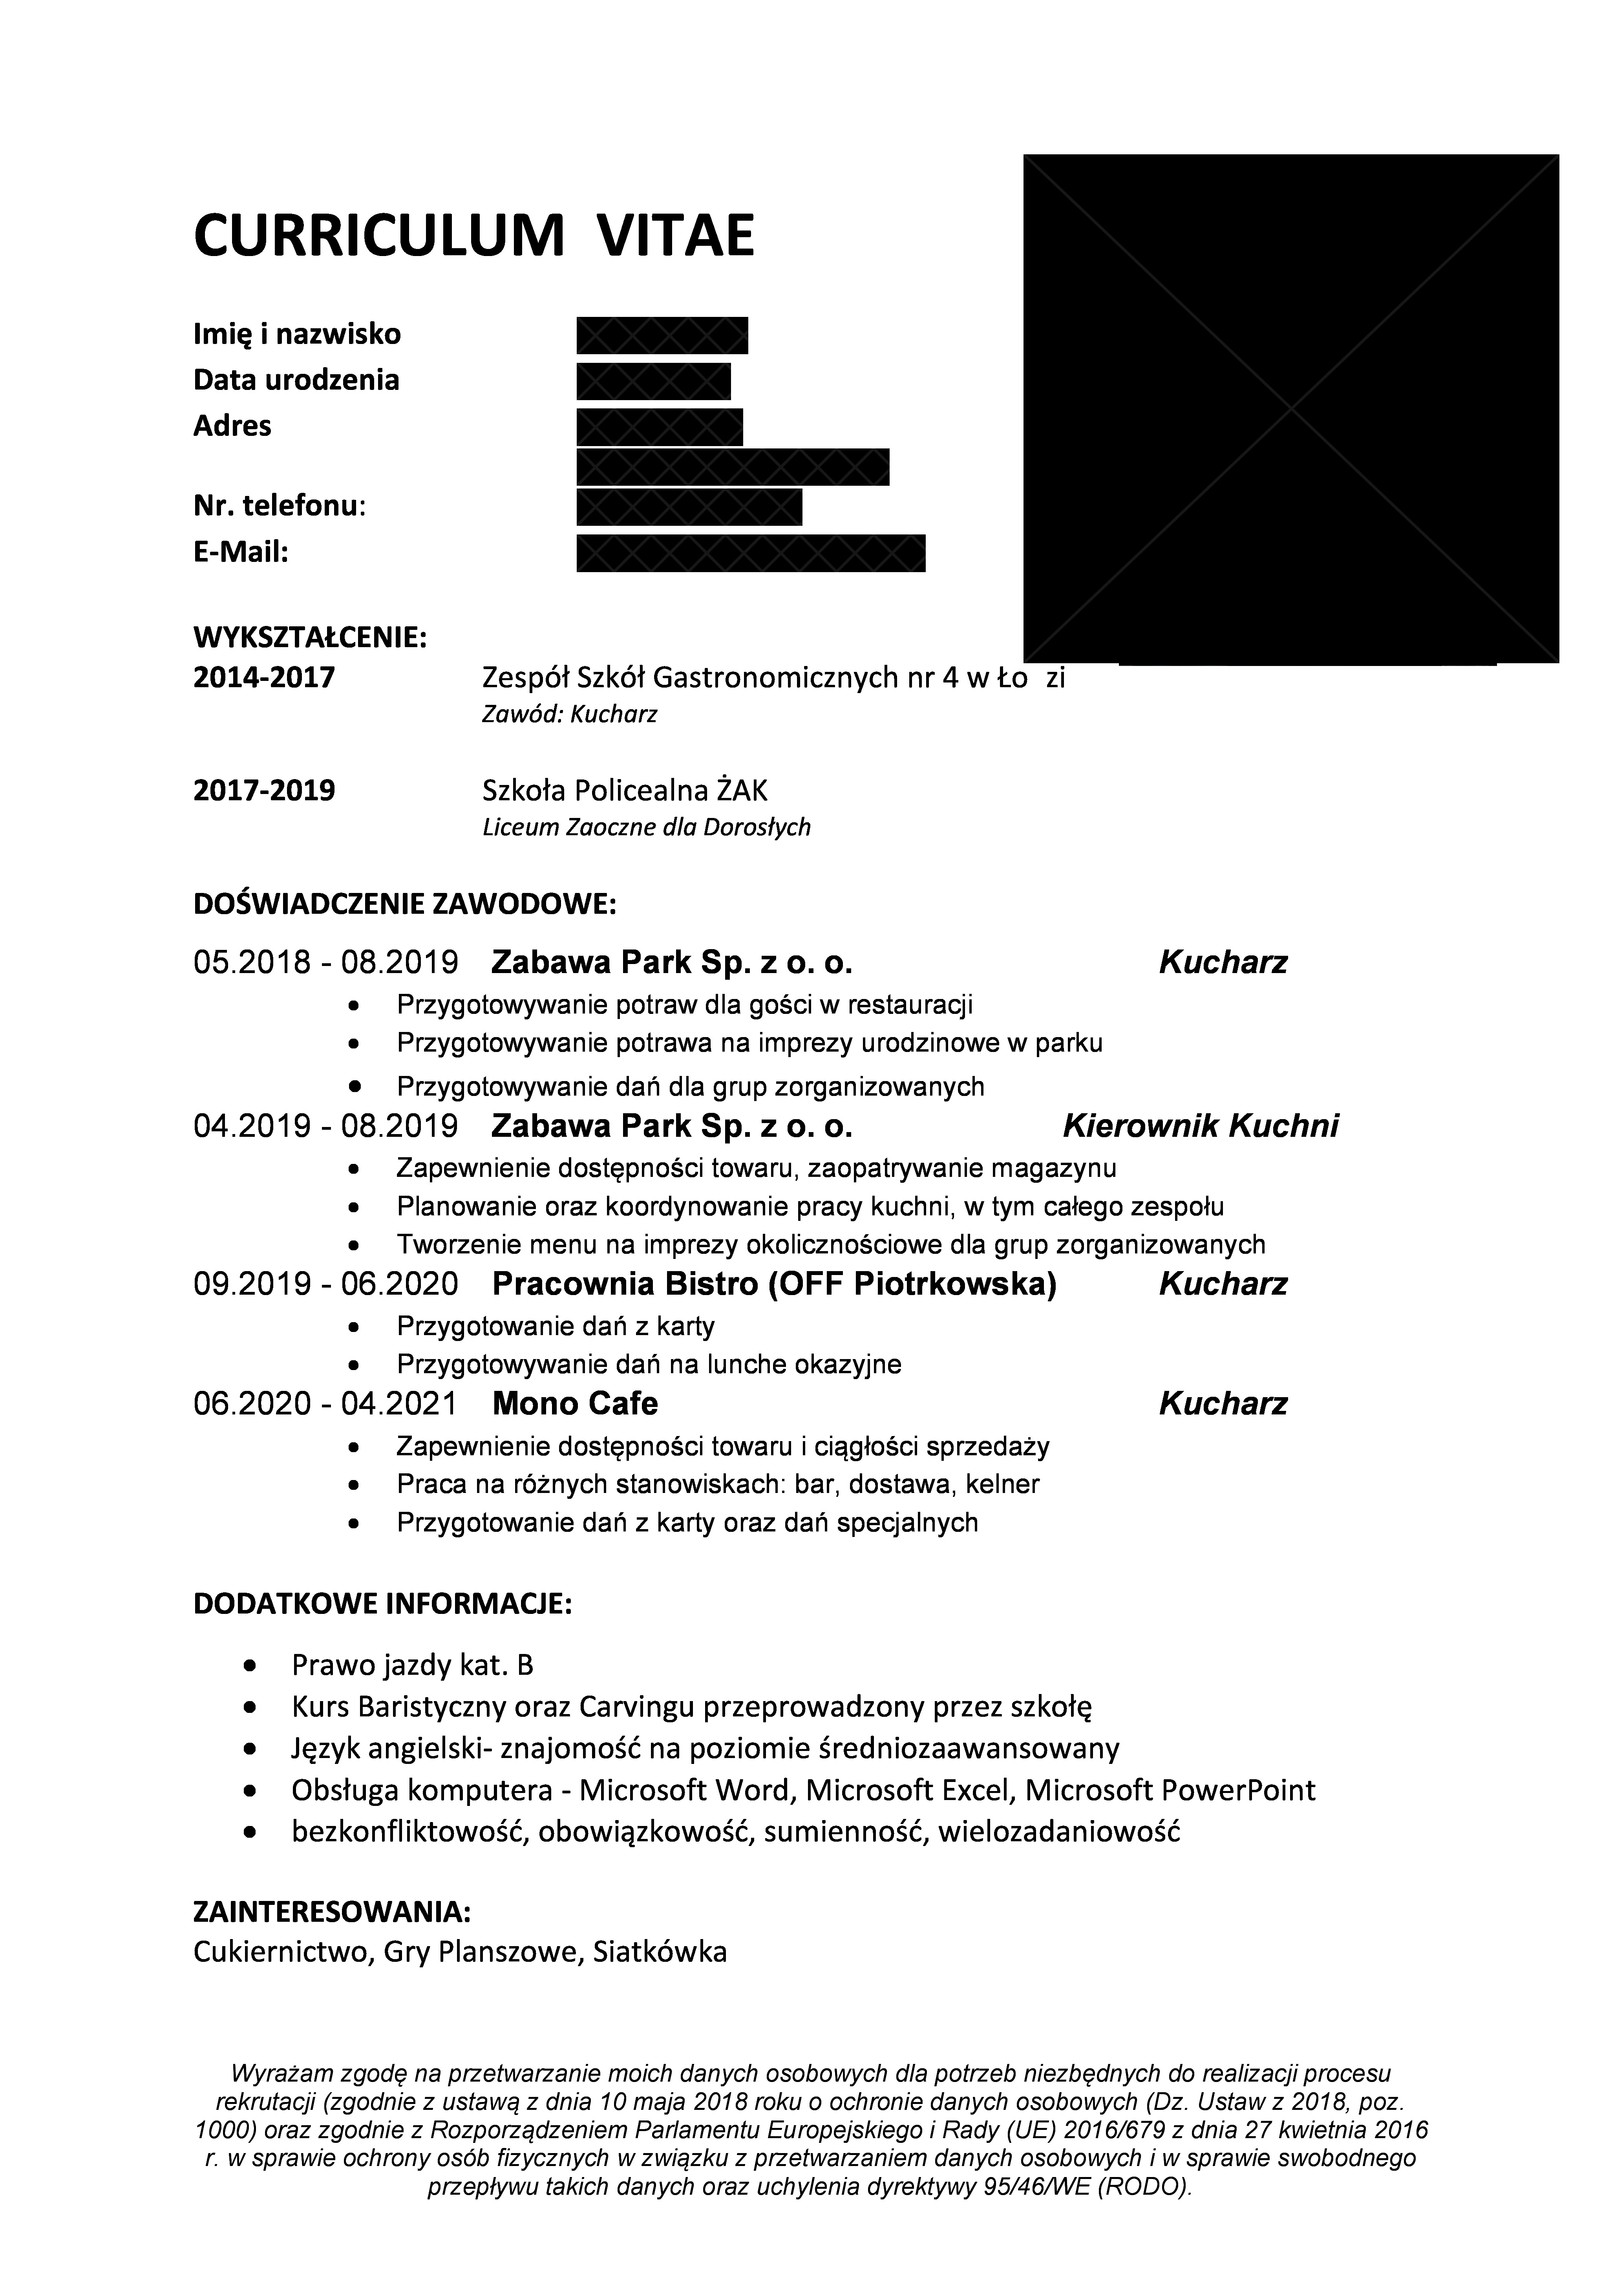 CURRICULUM VITAE
Imię i nazwisko
Data urodzenia
Adres
Nr. telefonu:
E-Mail:
WYKSZTAŁCENIE:
2014-2017 Zespół Szkół Gastronomicznych nr 4 w Ło zi
Zawód: Kucharz
2017-2019 Szkoła Policealna ŻAK
Liceum Zaoczne dla Dorosłych
DOŚWIADCZENIE ZAWODOWE:
05.2018 - 08.2019 Zabawa Park Sp. z o. o. Kucharz
• Przygotowywanie potraw dla gości w restauracji
• Przygotowywanie potrawa na imprezy urodzinowe w parku
• Przygotowywanie dań dla grup zorganizowanych
04.2019 - 08.2019 Zabawa Park Sp. z o. o. Kierownik Kuchni
• Zapewnienie dostępności towaru, zaopatrywanie magazynu
• Planowanie oraz koordynowanie pracy kuchni, w tym całego zespołu
• Tworzenie menu na imprezy okolicznościowe dla grup zorganizowanych
09.2019 - 06.2020 Pracownia Bistro (OFF Piotrkowska) Kucharz
• Przygotowanie dań z karty
• Przygotowywanie dań na lunche okazyjne
06.2020 - 04.2021 Mono Cafe Kucharz
• Zapewnienie dostępności towaru i ciągłości sprzedaży
• Praca na różnych stanowiskach: bar, dostawa, kelner
• Przygotowanie dań z karty oraz dań specjalnych
DODATKOWE INFORMACJE:
• Prawo jazdy kat. B
• Kurs Baristyczny oraz Carvingu przeprowadzony przez szkołę
• Język angielski- znajomość na poziomie średniozaawansowany
• Obsługa komputera - Microsoft Word, Microsoft Excel, Microsoft PowerPoint
• bezkonfliktowość, obowiązkowość, sumienność, wielozadaniowość
ZAINTERESOWANIA:
Cukiernictwo, Gry Planszowe, Siatkówka
Wyrażam zgodę na przetwarzanie moich danych osobowych dla potrzeb niezbędnych do realizacji procesu
rekrutacji (zgodnie z ustawą z dnia 10 maja 2018 roku o ochronie danych osobowych (Dz. Ustaw z 2018, poz.
1000) oraz zgodnie z Rozporządzeniem Parlamentu Europejskiego i Rady (UE) 2016/679 z dnia 27 kwietnia 2016
r. w sprawie ochrony osób fizycznych w związku z przetwarzaniem danych osobowych i w sprawie swobodnego
przepływu takich danych oraz uchylenia dyrektywy 95/46/WE (RODO).